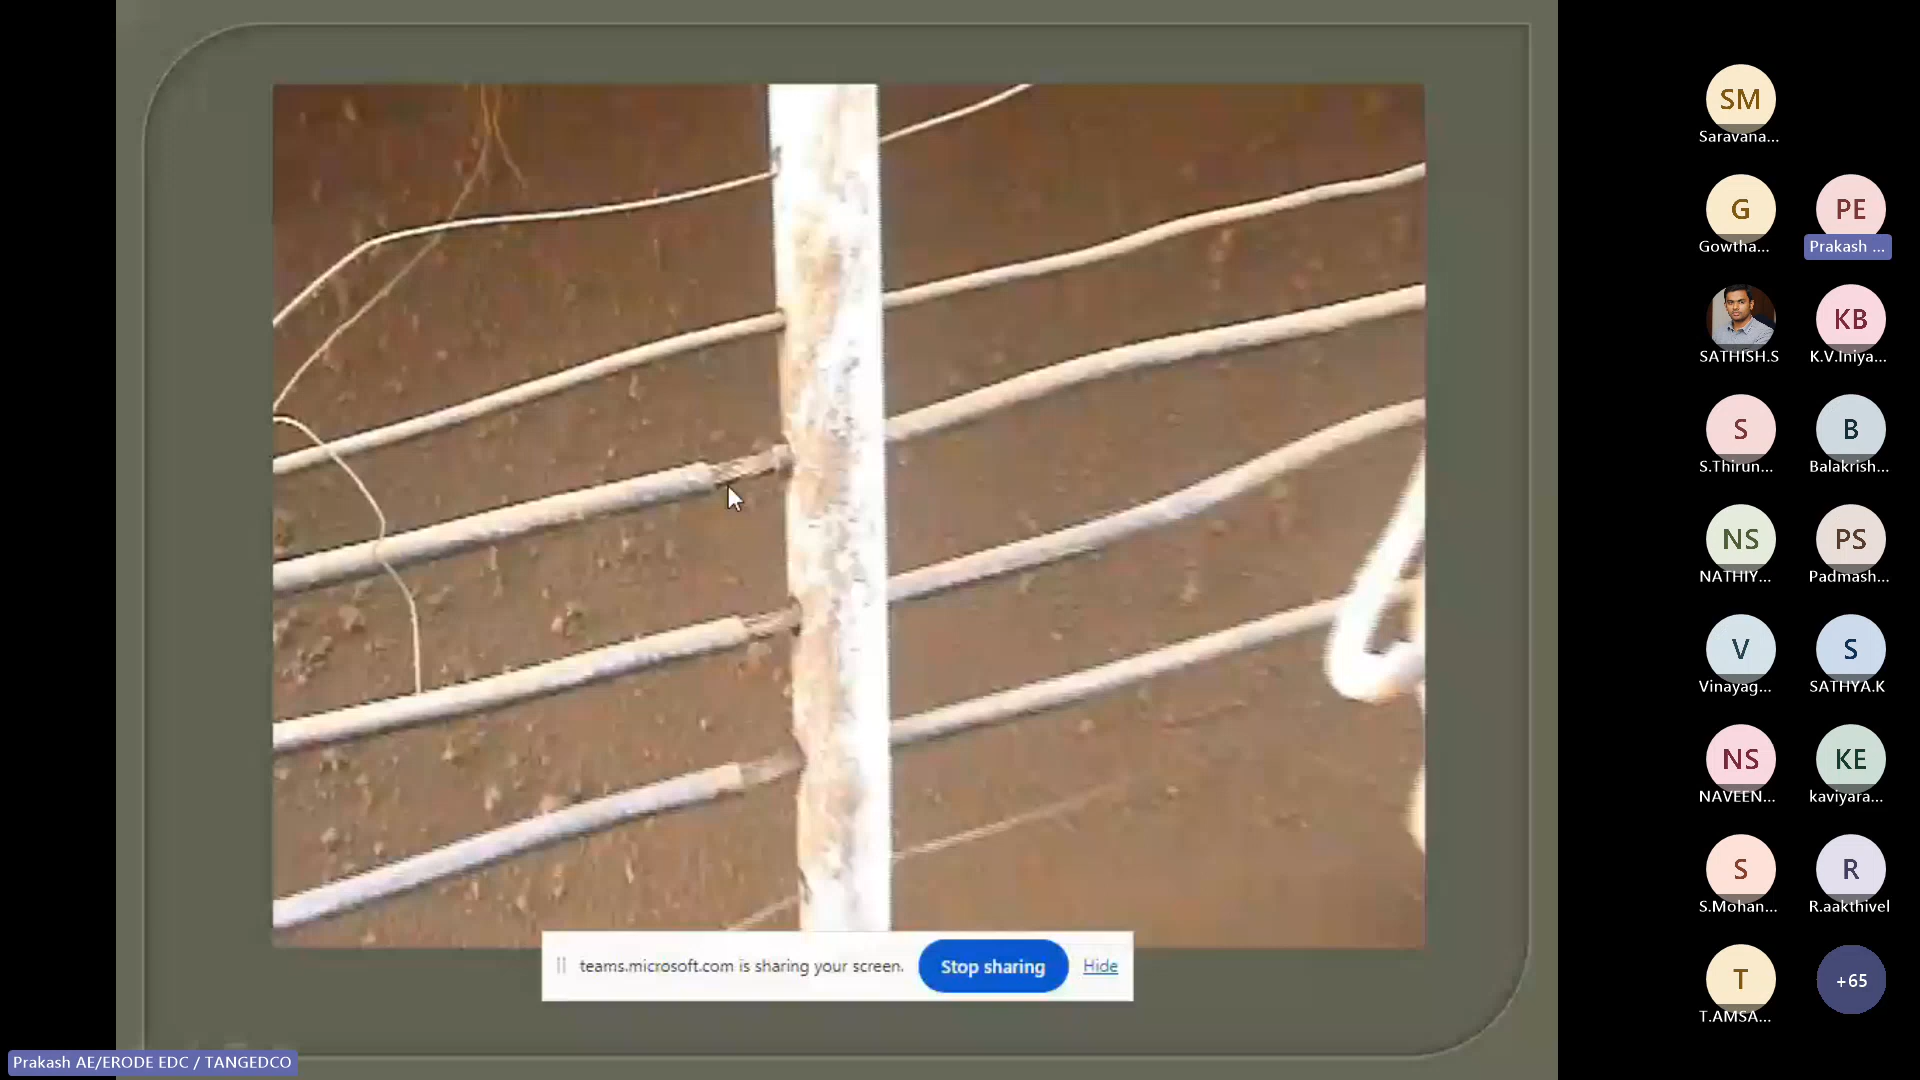 SM
Saravana...
G
Gowtha...
PE
Prakash ...
SATHISH.S
KB
K.V.Iniya...
S
S.Thirun...
B
Balakrish...
NS
NATHIY...
PS
Padmash...
V
Vinayag...
S
SATHYA.K
NS
NAVEEN...
KE
kaviyara...
S
S.Mohan...
R
R.aakthivel
T
T.AMSA...
+65
teams.microsoft.com is sharing your screen.
Stop sharing
Hide
Prakash AE/ERODE EDC / TANGEDCO